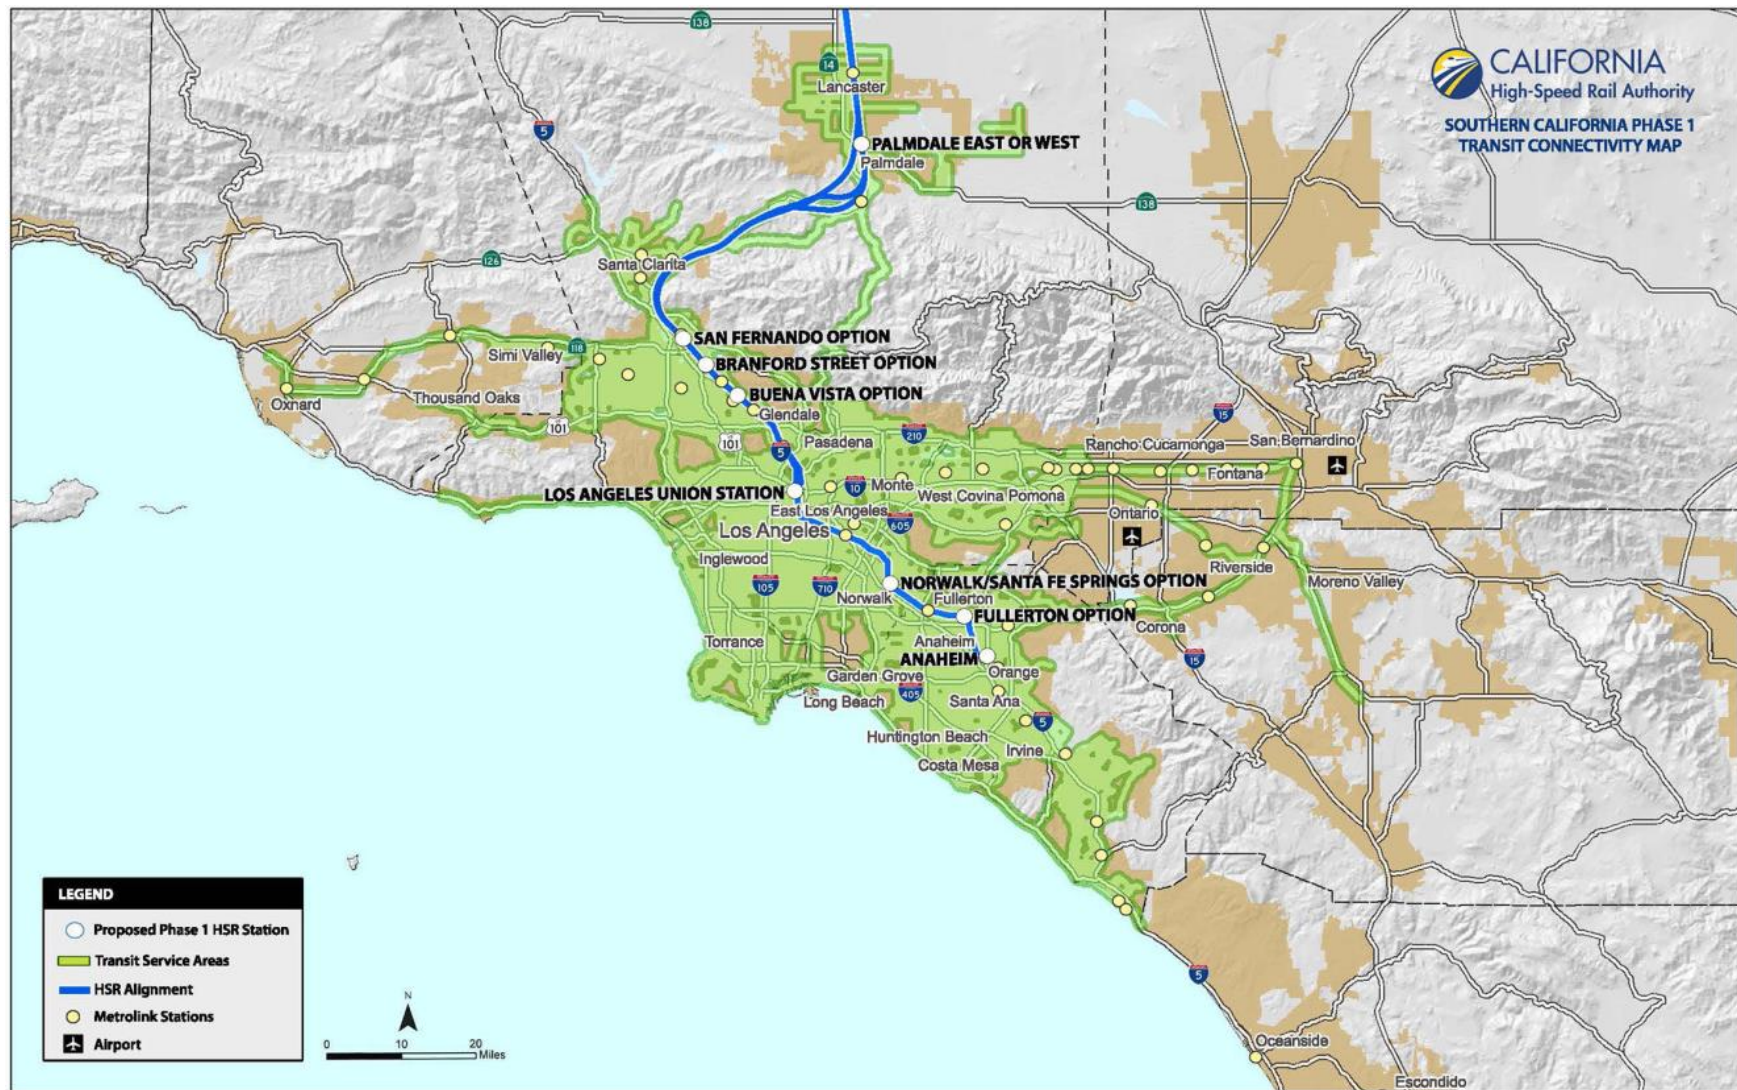 CALIFORNIA
High-Speed Rail Authority
SOUTHERN CALIFORNIA PHASE 1
TRANSIT CONNECTIVITY MAP
138
14
Lancaster
5
PALMDALE EAST OR WEST
Palmdale
138
126
Santa Clarita
SAN FERNANDO OPTION
118
Simi Valley
BRANFORD STREET OPTION
BUENA VISTA OPTION
Oxnard
Thousand Oaks
101
Glendale
15
101
Pasadena
210
Rancho Cucamonga
San Bernardino
5
Fontana
LOS ANGELES UNION STATION
10
Monte
West Covina
Pomona
East Los Angeles
Ontario
605
Los Angeles
Inglewood
Riverside
105
710
NORWALK/SANTA FE SPRINGS OPTION
Moreno Valley
Norwalk
Fullerton
FULLERTON OPTION
Corona
Torrance
Anaheim
ANAHEIM
15
Orange
Garden Grove
405
Long Beach
Santa Ana
5
Huntington Beach
Irvine
Costa Mesa
LEGEND
Proposed Phase 1 HSR Station
Transit Service Areas
HSR Alignment
Metrolink Stations
Airport
N
0 10 20
Miles
5
Oceanside
Escondido